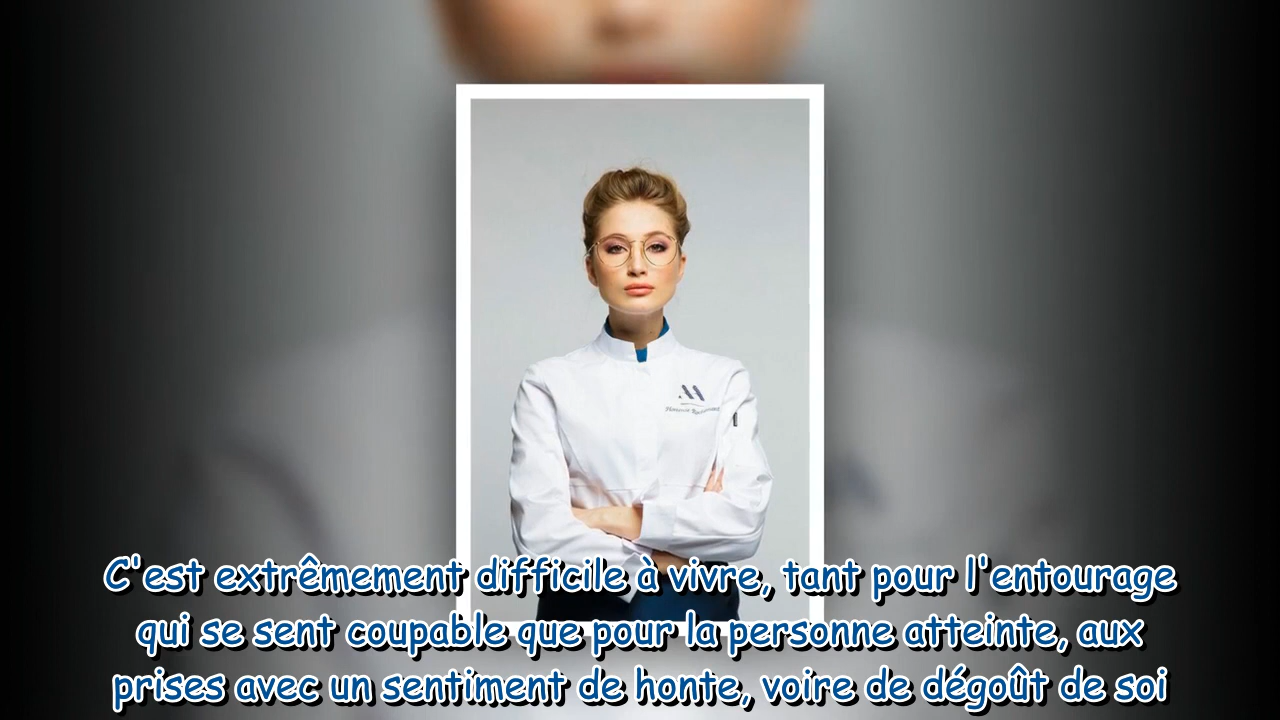 C'est extrêmement difficile à vivre, tant pour l'entourage
qui se sent coupable que pour la personne atteinte, aux
prises avec un sentiment de honte, voire de dégoût de soi